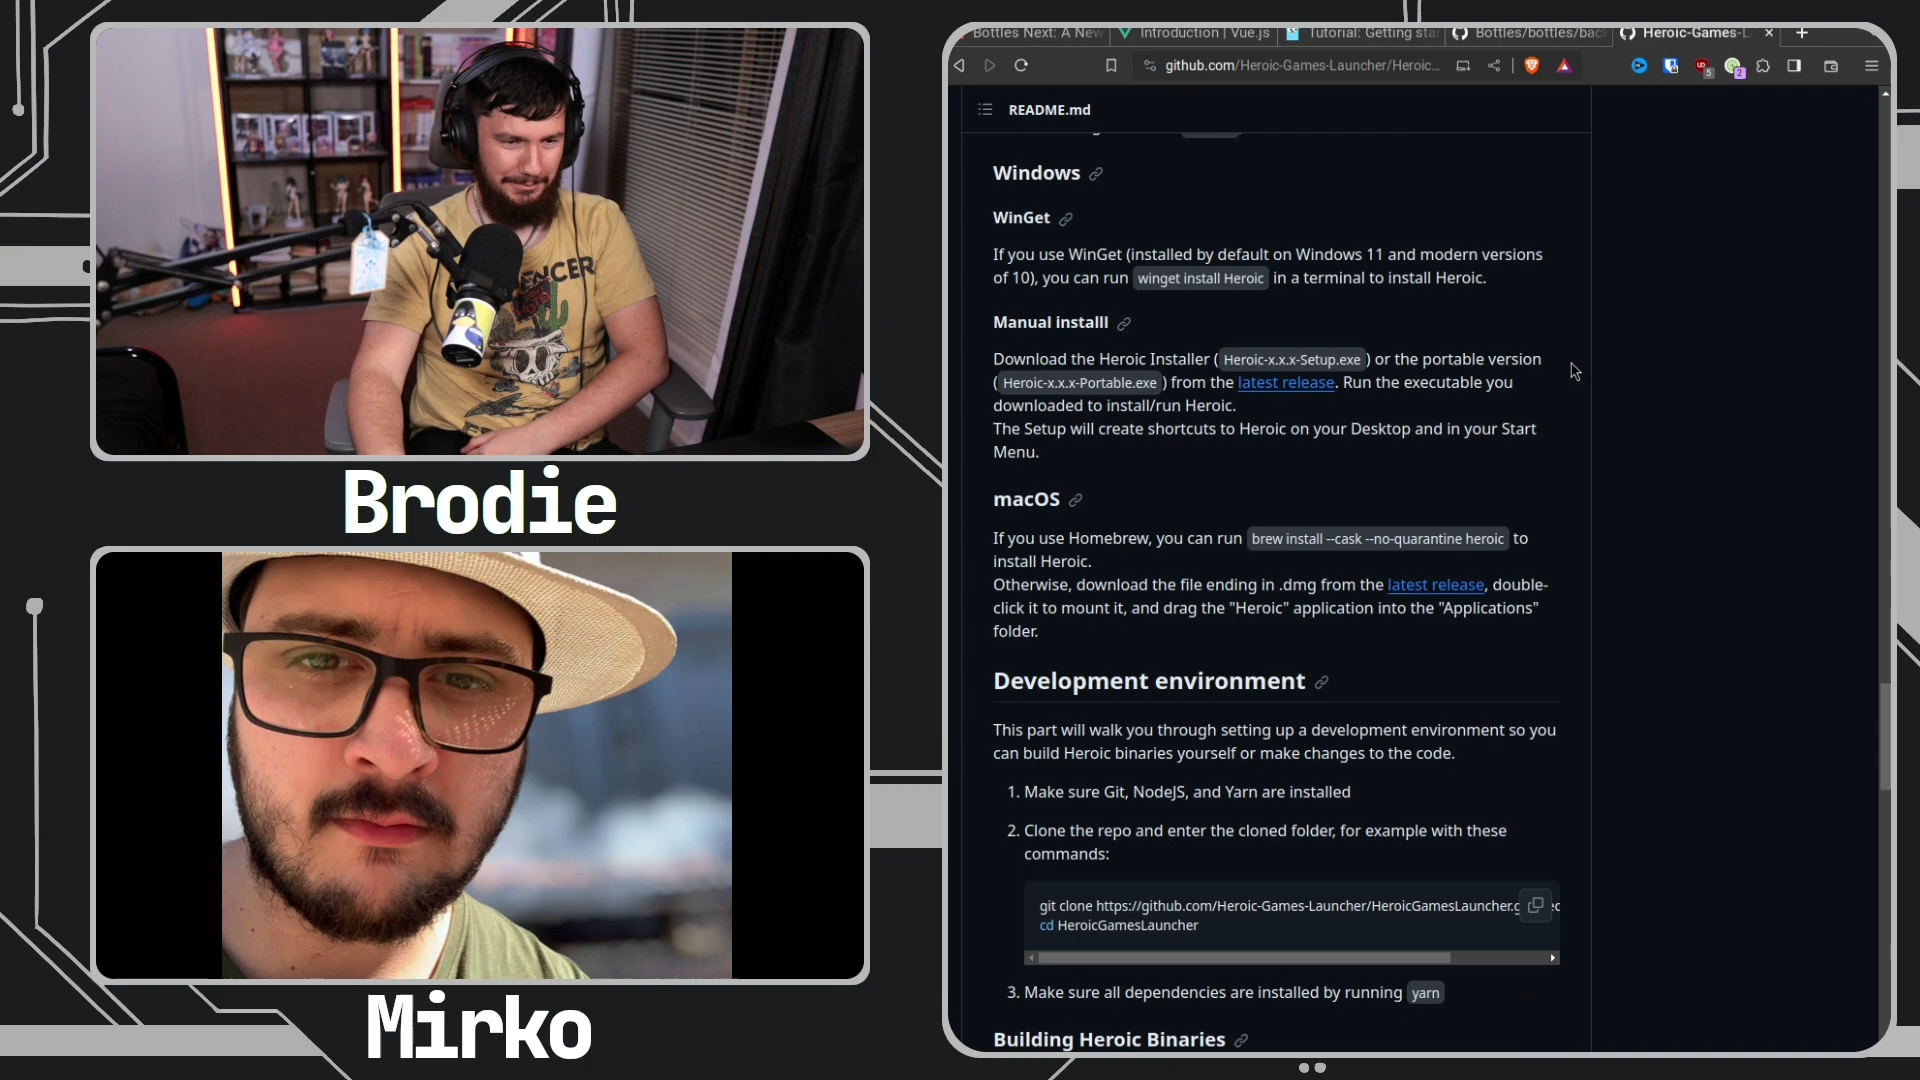 Bottles Next: A New
Introduction | Vue.js
Tutorial: Getting sta
Bottles/bottles/bac
Heroic-Games-L
github.com/Heroic-Games-Launcher/Heroic...
5
2
README.md
Windows
WinGet
If you use WinGet (installed by default on Windows 11 and modern versions
of 10), you can run winget install Heroic in a terminal to install Heroic.
Manual installl
Download the Heroic Installer ( Heroic-x.x.x-Setup.exe ) or the portable version
( Heroic-x.x.x-Portable.exe ) from the latest release. Run the executable you
downloaded to install/run Heroic.
The Setup will create shortcuts to Heroic on your Desktop and in your Start
Menu.
macOS
If you use Homebrew, you can run brew install --cask --no-quarantine heroic to
install Heroic.
Otherwise, download the file ending in .dmg from the latest release, double-
click it to mount it, and drag the "Heroic" application into the "Applications"
folder.
Development environment
This part will walk you through setting up a development environment so you
can build Heroic binaries yourself or make changes to the code.
1. Make sure Git, NodeJS, and Yarn are installed
2. Clone the repo and enter the cloned folder, for example with these
commands:
git clone https://github.com/Heroic-Games-Launcher/HeroicGamesLauncher.g
cd HeroicGamesLauncher
3. Make sure all dependencies are installed by running yarn
Building Heroic Binaries
ENCER
Brodie
Mirko